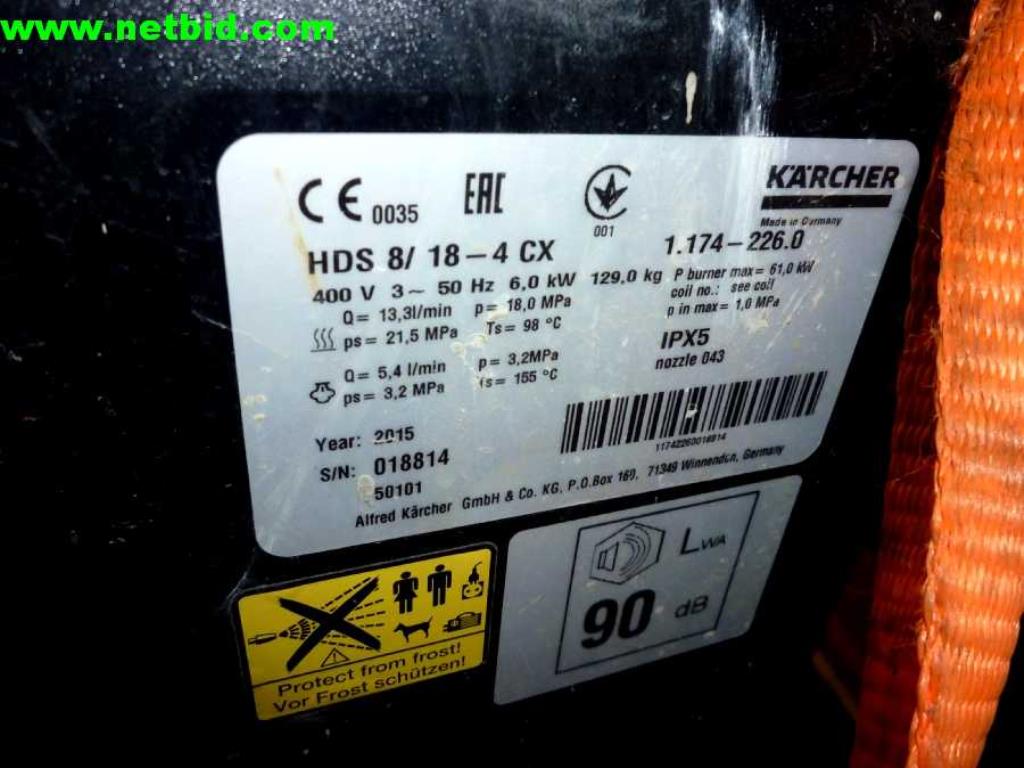 www.netbid.com
CE 0035 EAC 001 KÄRCHER
Made in Germany
HDS 8/ 18-4 CX 1.174-226.0
400 V 3~ 50 Hz 6,0 kW 129,0 kg P burner max= 61,0 kW
coil no.: see coil
Q= 13,3l/min p= 18,0 MPa p in max= 1,0 MPa
ps= 21,5 MPa Ts= 98 °C
IPX5
Q= 5,4 l/min p= 3,2MPa nozzle 043
ps= 3,2 MPa Ts= 155 °C
Year: 2015
S/N: 018814
50101
11742260018814
Alfred Kärcher GmbH & Co. KG, P.O.Box 160, 71349 Winnenden, Germany
LWA
90 dB
Protect from frost!
Vor Frost schützen!